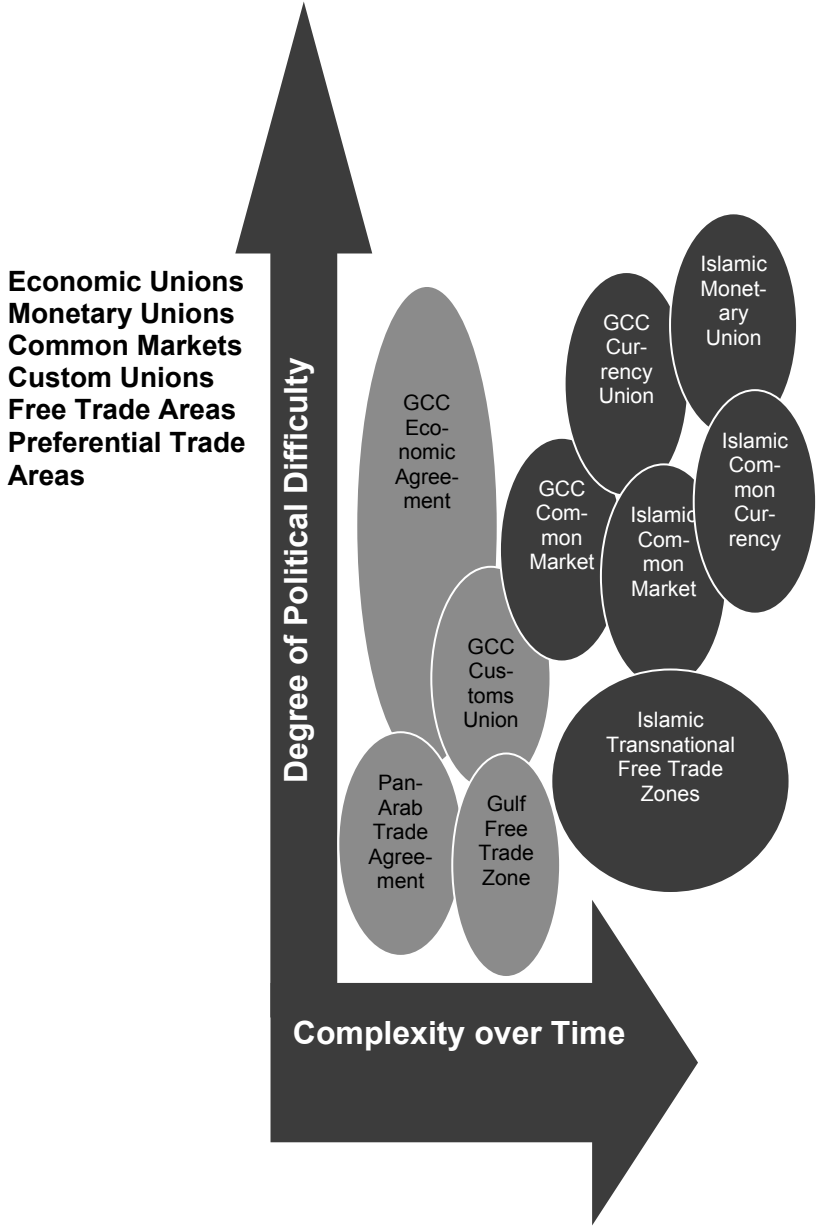 Economic Unions
Monetary Unions
Common Markets
Custom Unions
Free Trade Areas
Preferential Trade
Areas
Degree of Political Difficulty
GCC
Eco-
nomic
Agree-
ment
GCC
Cus-
toms
Union
Pan-
Arab
Trade
Agree-
ment
Gulf
Free
Trade
Zone
GCC
Com-
mon
Market
GCC
Cur-
rency
Union
Islamic
Monet-
ary
Union
Islamic
Com-
mon
Market
Islamic
Com-
mon
Cur-
rency
Islamic
Transnational
Free Trade
Zones
Complexity over Time